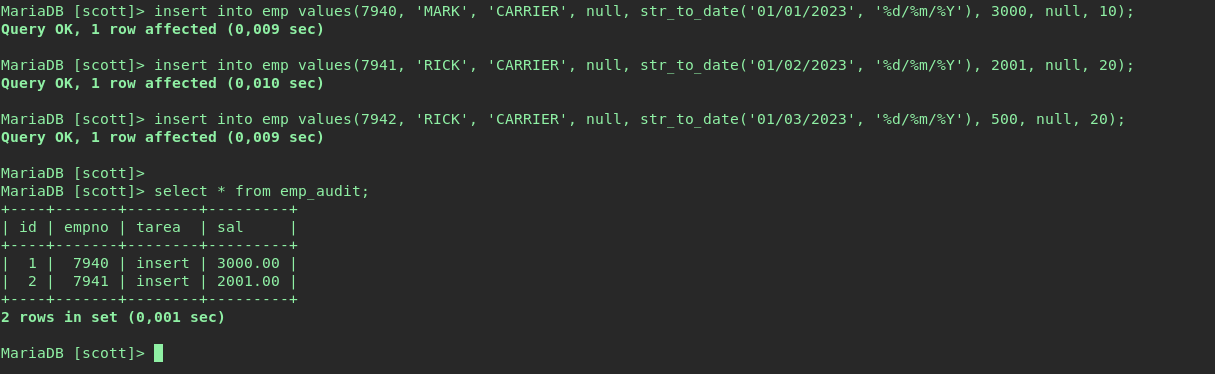 MariaDB [scott]> insert into emp values(7940, 'MARK', 'CARRIER', null, str_to_date('01/01/2023', '%d/%m/%Y'), 3000, null, 10);
Query OK, 1 row affected (0,009 sec)

MariaDB [scott]> insert into emp values(7941, 'RICK', 'CARRIER', null, str_to_date('01/02/2023', '%d/%m/%Y'), 2001, null, 20);
Query OK, 1 row affected (0,010 sec)

MariaDB [scott]> insert into emp values(7942, 'RICK', 'CARRIER', null, str_to_date('01/03/2023', '%d/%m/%Y'), 500, null, 20);
Query OK, 1 row affected (0,009 sec)

MariaDB [scott]>
MariaDB [scott]> select * from emp_audit;
+----+-------+--------+---------+
| id | empno | tarea  | sal     |
+----+-------+--------+---------+
|  1 |  7940 | insert | 3000.00 |
|  2 |  7941 | insert | 2001.00 |
+----+-------+--------+---------+
2 rows in set (0,001 sec)

MariaDB [scott]>